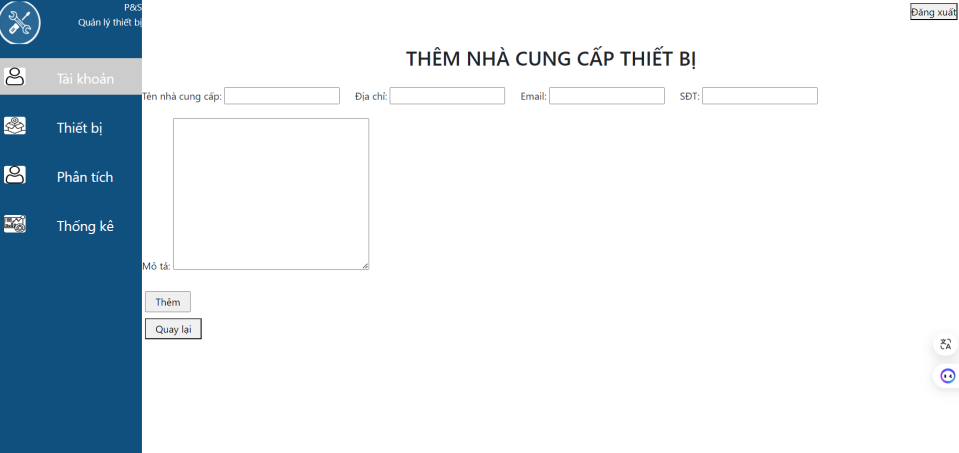 P&S
Quản lý thiết bị
Đăng xuất
Tài khoản
Thiết bị
Phân tích
Thống kê
THÊM NHÀ CUNG CẤP THIẾT BỊ
Tên nhà cung cấp: Địa chỉ: Email: SĐT:
Mô tả:
Thêm
Quay lại